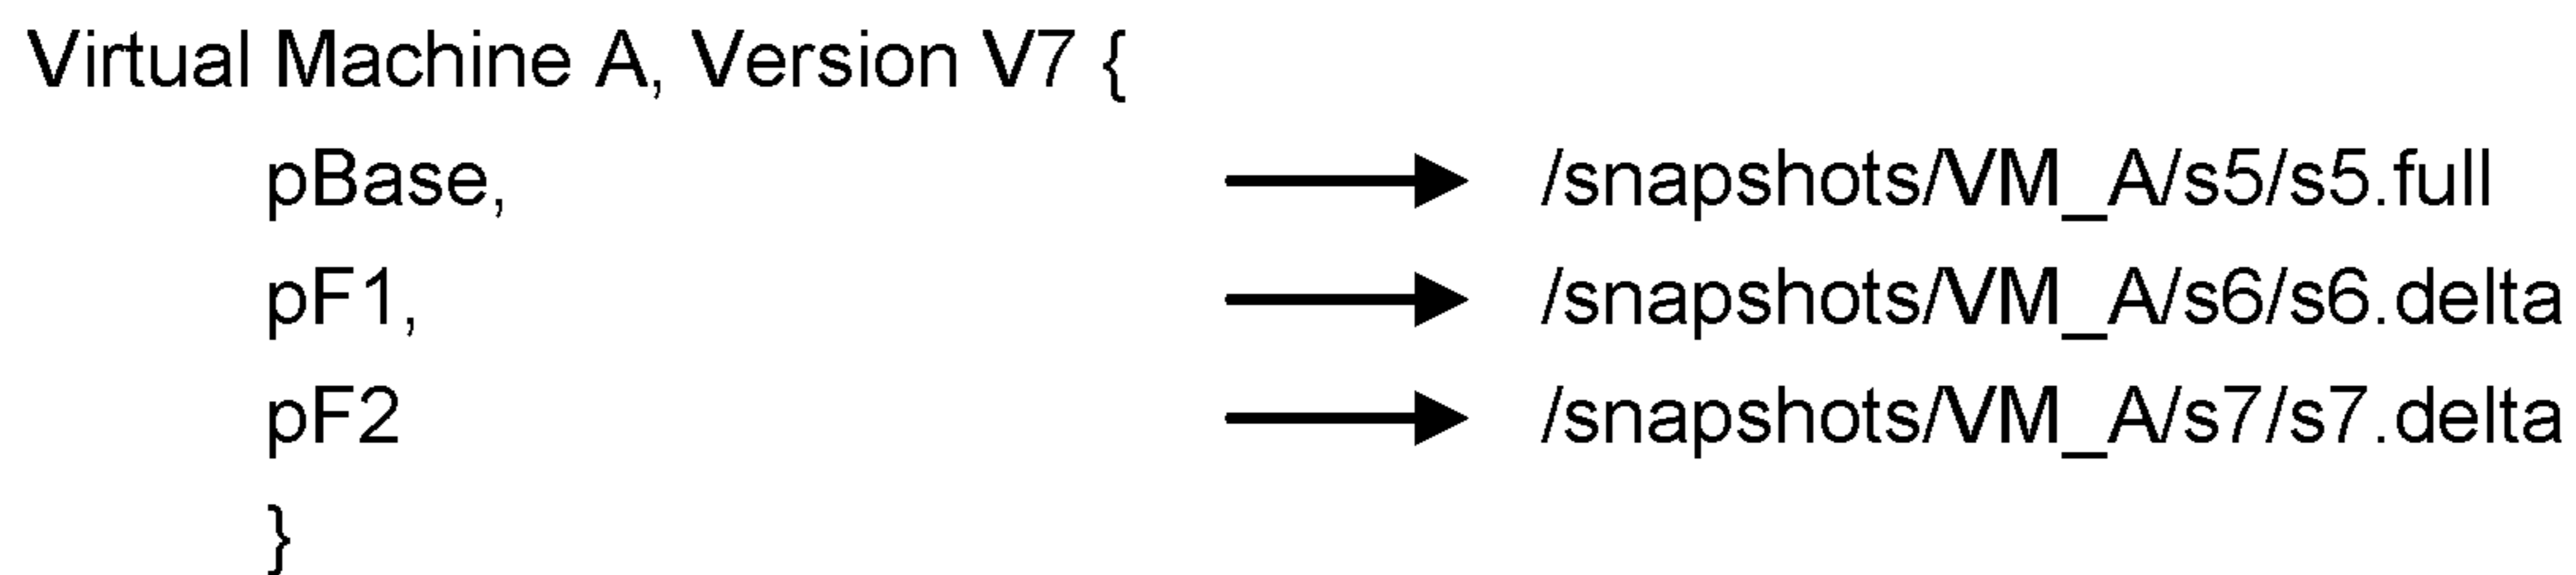 Virtual Machine A, Version V7 {
pBase, /snapshots/VM_A/s5/s5.full
pF1, /snapshots/VM_A/s6/s6.delta
pF2 /snapshots/VM_A/s7/s7.delta
}